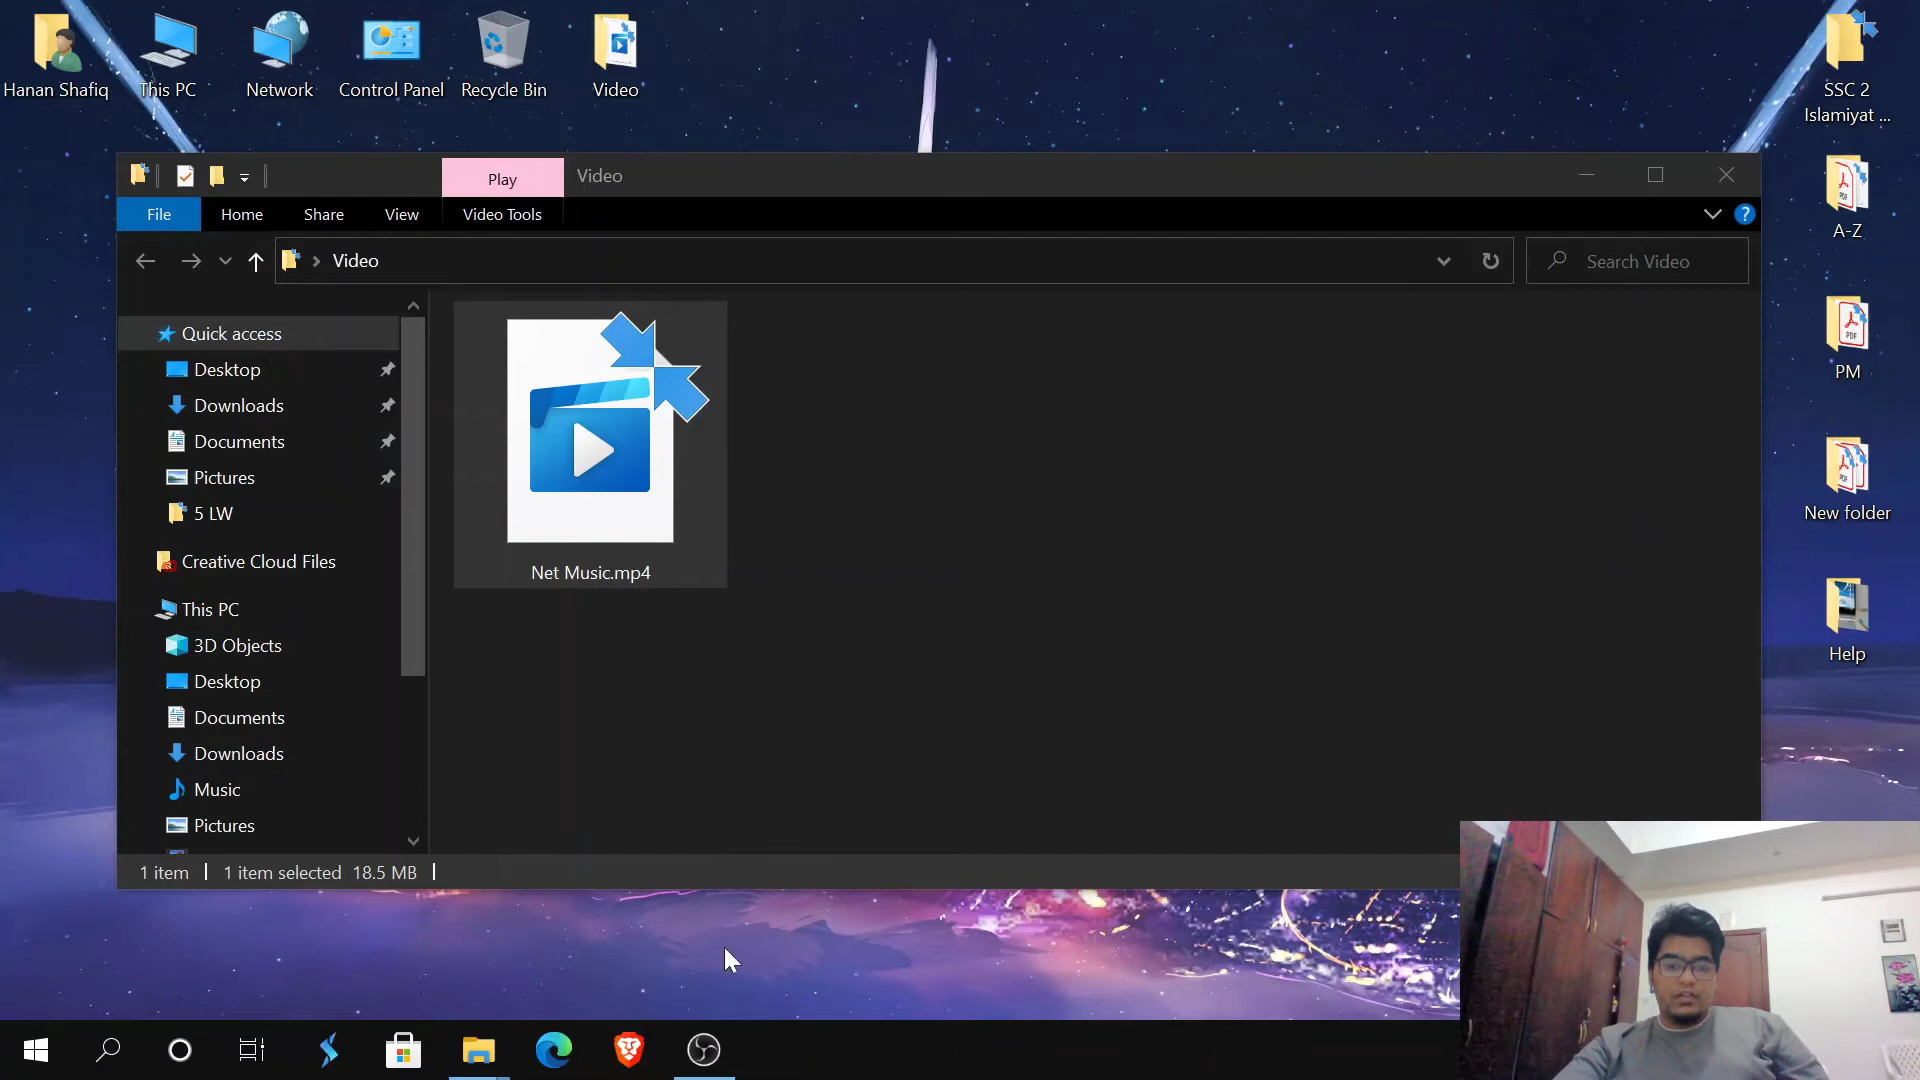 Hanan Shafiq
This PC
Network
Control Panel
Recycle Bin
Video
SSC 2
Islamiyat ...
A-Z
PM
New folder
Help
Play
Video
File
Home
Share
View
Video Tools
Video
Search Video
Quick access
Desktop
Downloads
Documents
Pictures
5 LW
Creative Cloud Files
This PC
3D Objects
Desktop
Documents
Downloads
Music
Pictures
Net Music.mp4
1 item
1 item selected 18.5 MB